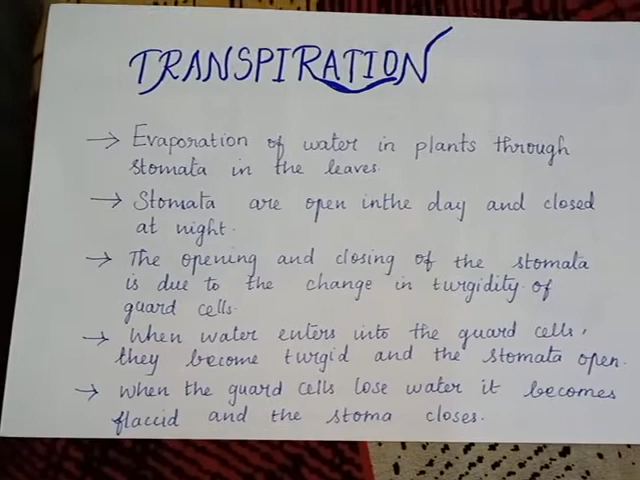 TRANSPIRATION
→ Evaporation of water in plants through
stomata in the leaves.
→ Stomata are open in the day and closed
at night.
→ The opening and closing of the stomata
is due to the change in turgidity of
guard cells.
→ When water enters into the guard cells,
they become turgid and the stomata open.
→ When the guard cells lose water it becomes
flaccid and the stoma closes.